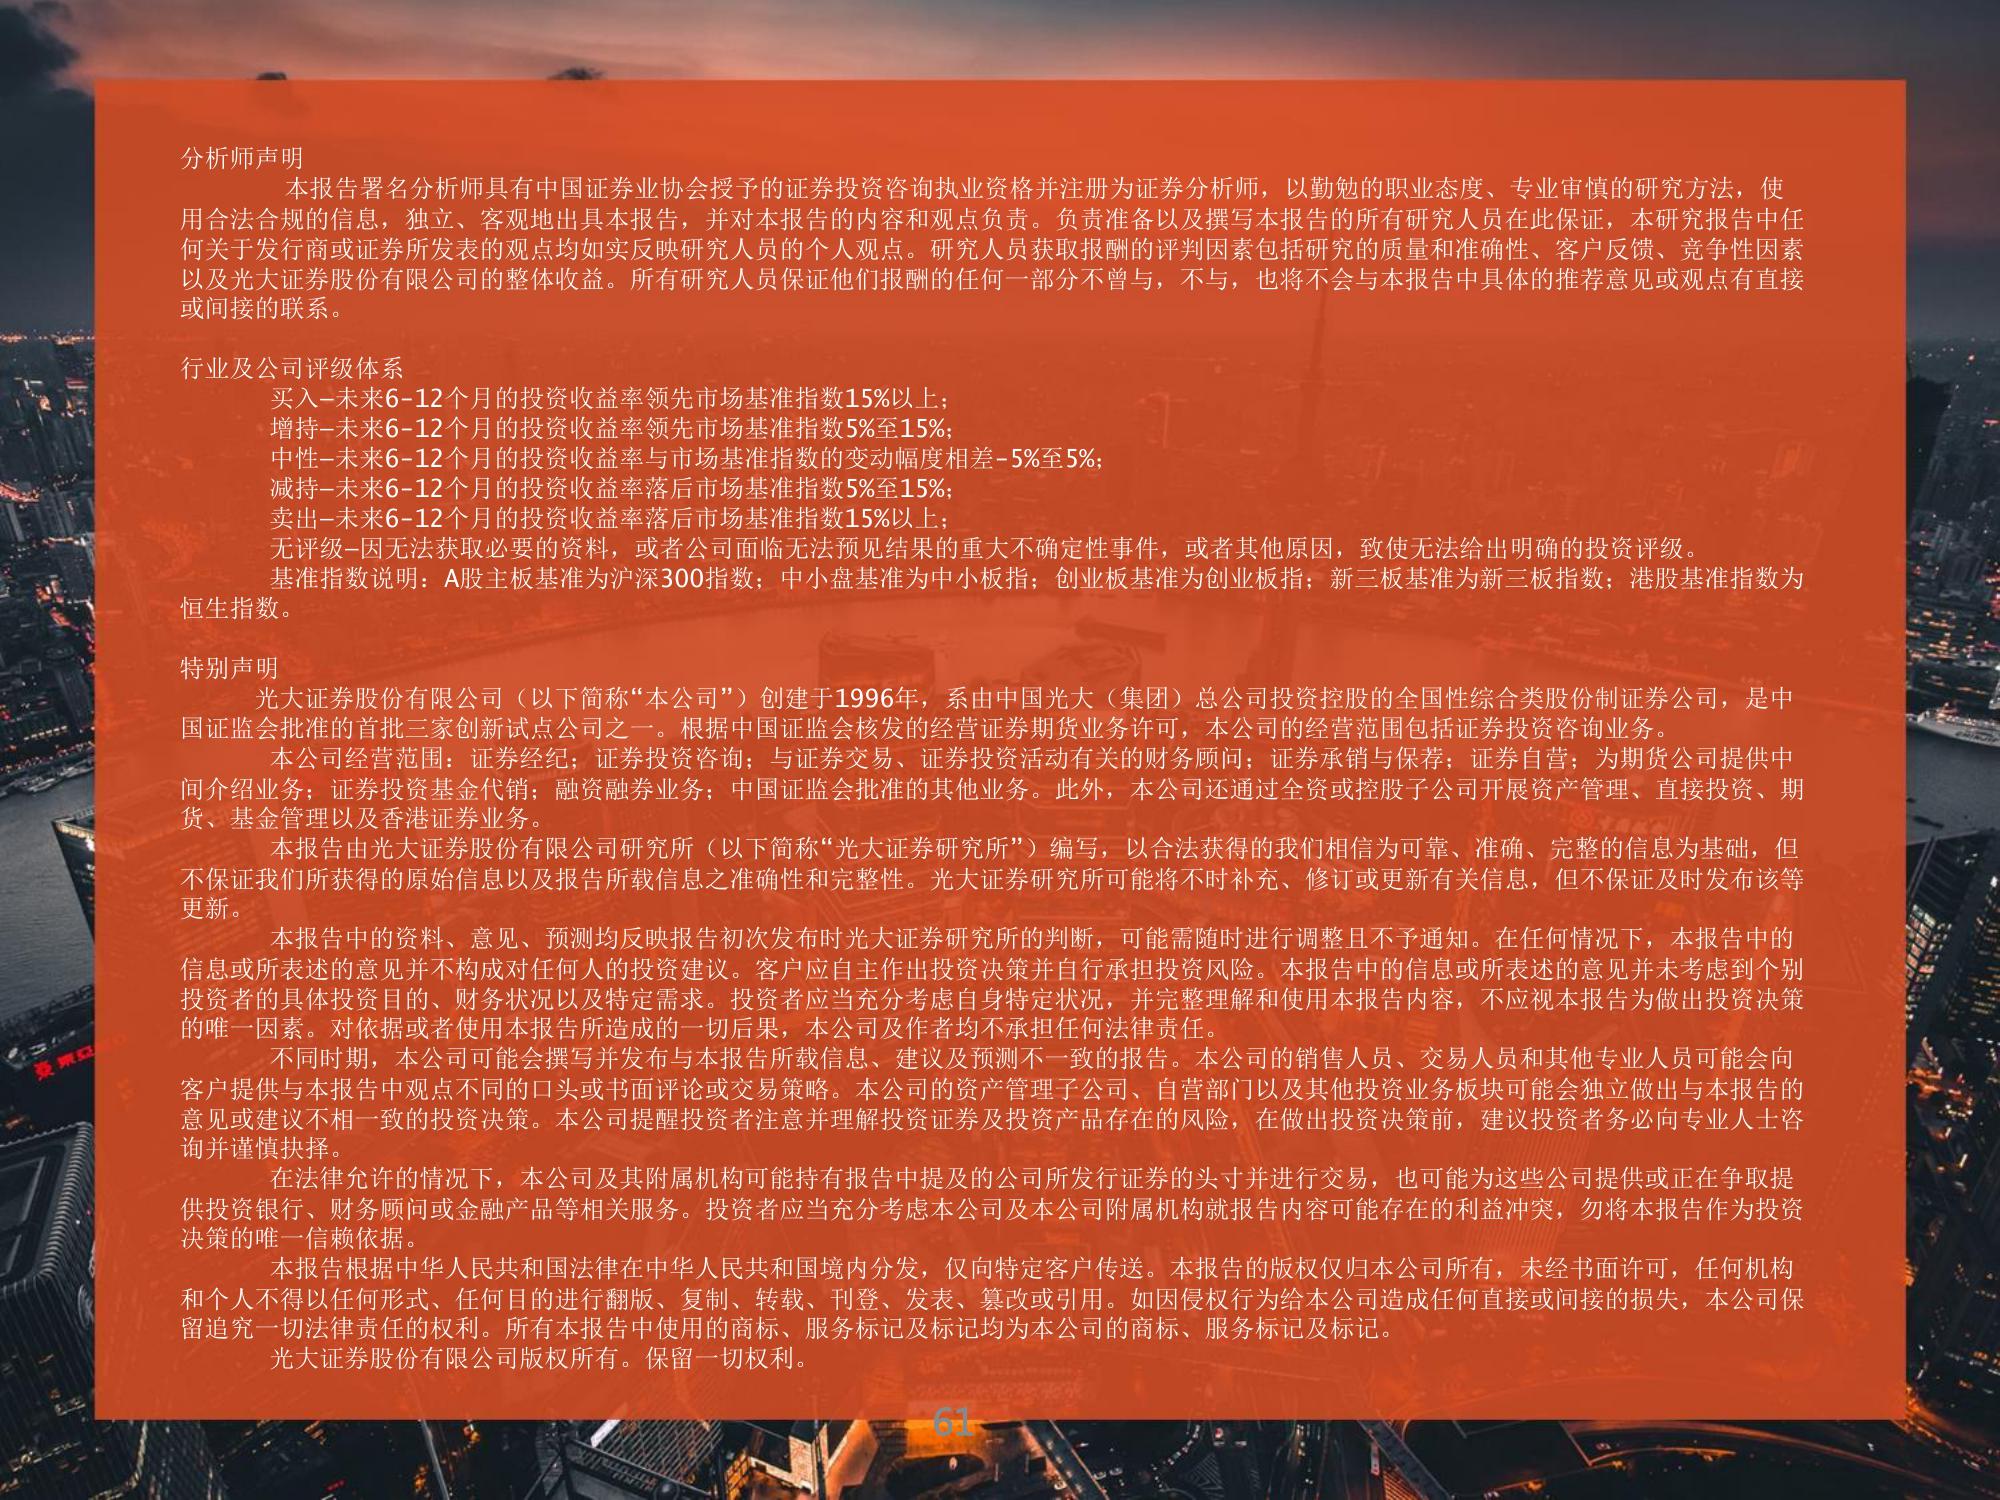 分析师声明
本报告署名分析师具有中国证券业协会授予的证券投资咨询执业资格并注册为证券分析师，以勤勉的职业态度、专业审慎的研究方法，使
用合法合规的信息，独立、客观地出具本报告，并对本报告的内容和观点负责。负责准备以及撰写本报告的所有研究人员在此保证，本研究报告中任
何关于发行商或证券所发表的观点均如实反映研究人员的个人观点。研究人员获取报酬的评判因素包括研究的质量和准确性、客户反馈、竞争性因素
以及光大证券股份有限公司的整体收益。所有研究人员保证他们报酬的任何一部分不曾与，不与，也将不会与本报告中具体的推荐意见或观点有直接
或间接的联系。
行业及公司评级体系
买入—未来6-12个月的投资收益率领先市场基准指数15%以上；
增持—未来6-12个月的投资收益率领先市场基准指数5%至15%；
中性—未来6-12个月的投资收益率与市场基准指数的变动幅度相差-5%至5%；
减持—未来6-12个月的投资收益率落后市场基准指数5%至15%；
卖出—未来6-12个月的投资收益率落后市场基准指数15%以上；
无评级—因无法获取必要的资料，或者公司面临无法预见结果的重大不确定性事件，或者其他原因，致使无法给出明确的投资评级。
基准指数说明：A股主板基准为沪深300指数；中小盘基准为中小板指；创业板基准为创业板指；新三板基准为新三板指数；港股基准指数为
恒生指数。
特别声明
光大证券股份有限公司（以下简称“本公司”）创建于1996年，系由中国光大（集团）总公司投资控股的全国性综合类股份制证券公司，是中
国证监会批准的首批三家创新试点公司之一。根据中国证监会核发的经营证券期货业务许可，本公司的经营范围包括证券投资咨询业务。
本公司经营范围：证券经纪；证券投资咨询；与证券交易、证券投资活动有关的财务顾问；证券承销与保荐；证券自营；为期货公司提供中
间介绍业务；证券投资基金代销；融资融券业务；中国证监会批准的其他业务。此外，本公司还通过全资或控股子公司开展资产管理、直接投资、期
货、基金管理以及香港证券业务。
本报告由光大证券股份有限公司研究所（以下简称“光大证券研究所”）编写，以合法获得的我们相信为可靠、准确、完整的信息为基础，但
不保证我们所获得的原始信息以及报告所载信息之准确性和完整性。光大证券研究所可能将不时补充、修订或更新有关信息，但不保证及时发布该等
更新。
本报告中的资料、意见、预测均反映报告初次发布时光大证券研究所的判断，可能需随时进行调整且不予通知。在任何情况下，本报告中的
信息或所表述的意见并不构成对任何人的投资建议。客户应自主作出投资决策并自行承担投资风险。本报告中的信息或所表述的意见并未考虑到个别
投资者的具体投资目的、财务状况以及特定需求。投资者应当充分考虑自身特定状况，并完整理解和使用本报告内容，不应视本报告为做出投资决策
的唯一因素。对依据或者使用本报告所造成的一切后果，本公司及作者均不承担任何法律责任。
不同时期，本公司可能会撰写并发布与本报告所载信息、建议及预测不一致的报告。本公司的销售人员、交易人员和其他专业人员可能会向
客户提供与本报告中观点不同的口头或书面评论或交易策略。本公司的资产管理子公司、自营部门以及其他投资业务板块可能会独立做出与本报告的
意见或建议不相一致的投资决策。本公司提醒投资者注意并理解投资证券及投资产品存在的风险，在做出投资决策前，建议投资者务必向专业人士咨
询并谨慎抉择。
在法律允许的情况下，本公司及其附属机构可能持有报告中提及的公司所发行证券的头寸并进行交易，也可能为这些公司提供或正在争取提
供投资银行、财务顾问或金融产品等相关服务。投资者应当充分考虑本公司及本公司附属机构就报告内容可能存在的利益冲突，勿将本报告作为投资
决策的唯一信赖依据。
本报告根据中华人民共和国法律在中华人民共和国境内分发，仅向特定客户传送。本报告的版权仅归本公司所有，未经书面许可，任何机构
和个人不得以任何形式、任何目的进行翻版、复制、转载、刊登、发表、篡改或引用。如因侵权行为给本公司造成任何直接或间接的损失，本公司保
留追究一切法律责任的权利。所有本报告中使用的商标、服务标记及标记均为本公司的商标、服务标记及标记。
光大证券股份有限公司版权所有。保留一切权利。
61